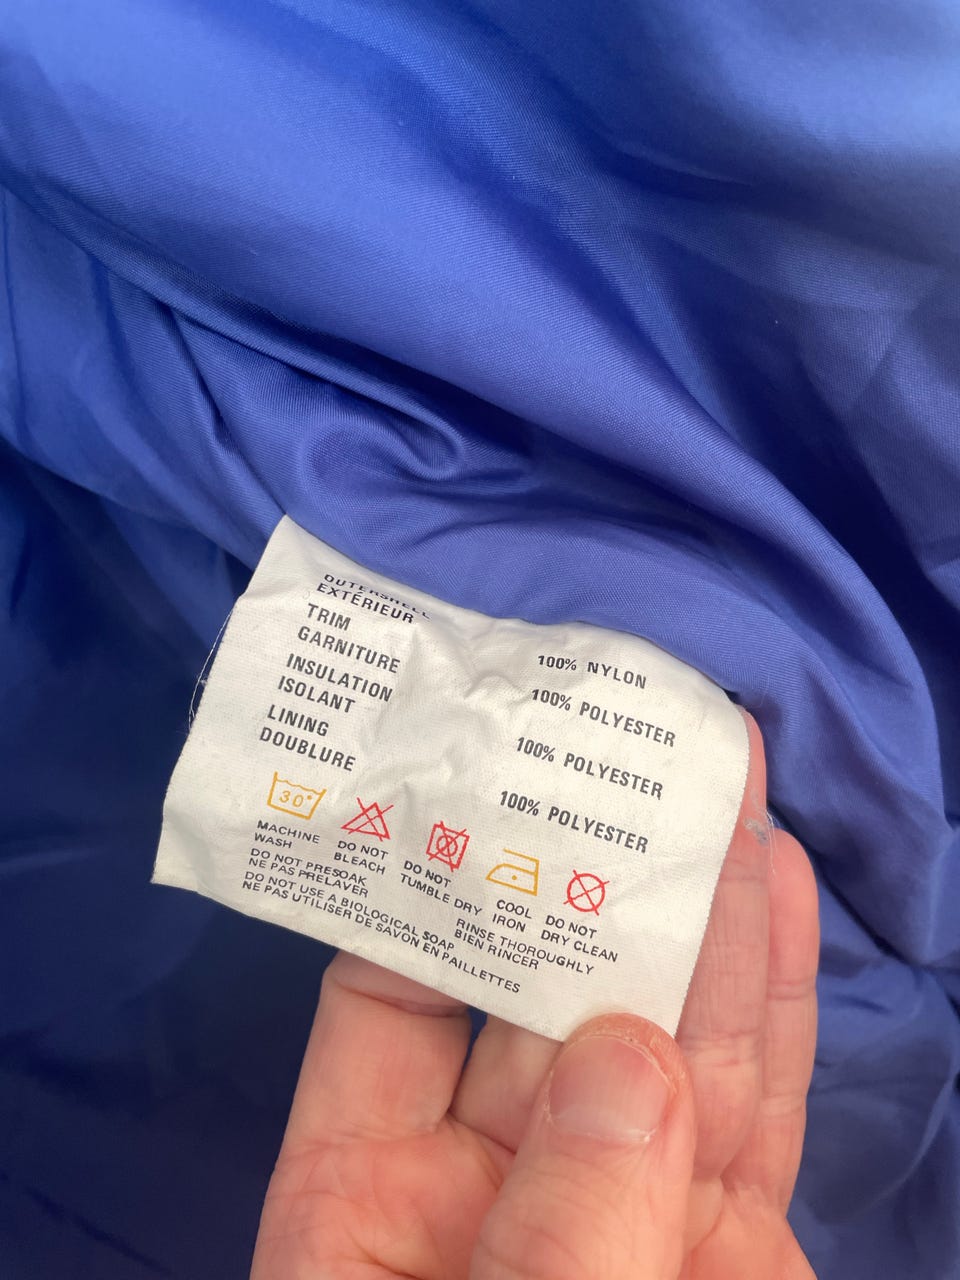 OUTERSHELL 100% NYLON
EXTÉRIEUR
TRIM 100% POLYESTER
GARNITURE
INSULATION 100% POLYESTER
ISOLANT
LINING 100% POLYESTER
DOUBLURE
30°
MACHINE WASH
DO NOT BLEACH
DO NOT TUMBLE DRY
COOL IRON
DO NOT DRY CLEAN
DO NOT PRESOAK
NE PAS PRELAVER
DO NOT USE A BIOLOGICAL SOAP
NE PAS UTILISER DE SAVON EN PAILLETTES
RINSE THOROUGHLY
BIEN RINCER